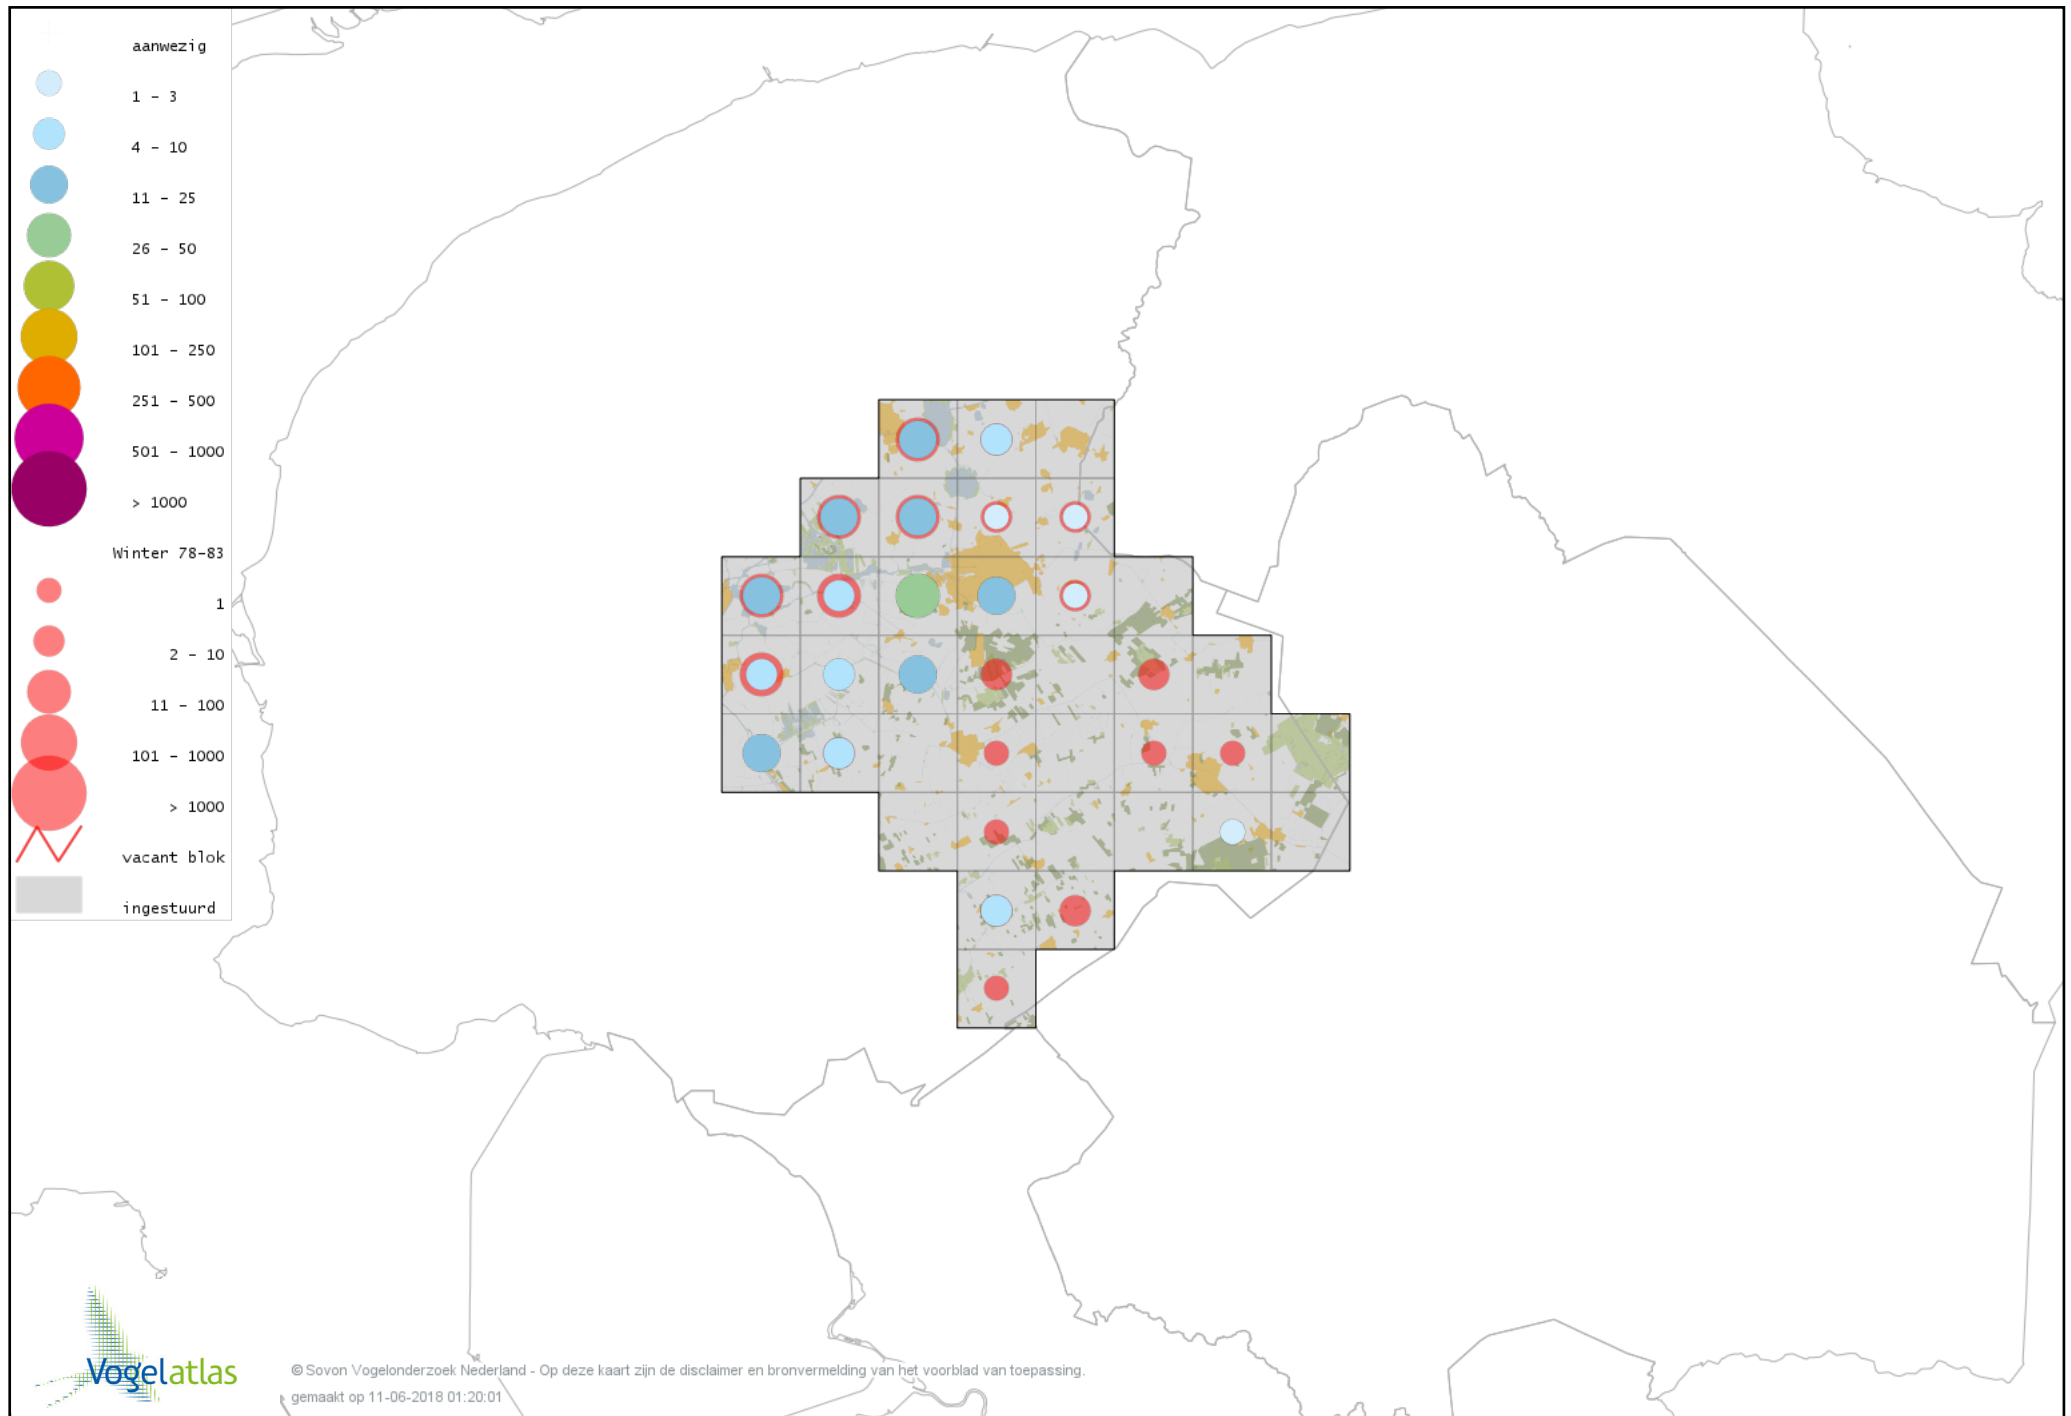 aanwezig
1 - 3
4 - 10
11 - 25
26 - 50
51 - 100
101 - 250
251 - 500
501 - 1000
> 1000
Winter 78-83
1
2 - 10
11 - 100
101 - 1000
> 1000
vacant blok
ingestuurd
Vogelatlas
© Sovon Vogelonderzoek Nederland - Op deze kaart zijn de disclaimer en bronvermelding van het voorblad van toepassing.
gemaakt op 11-06-2018 01:20:01